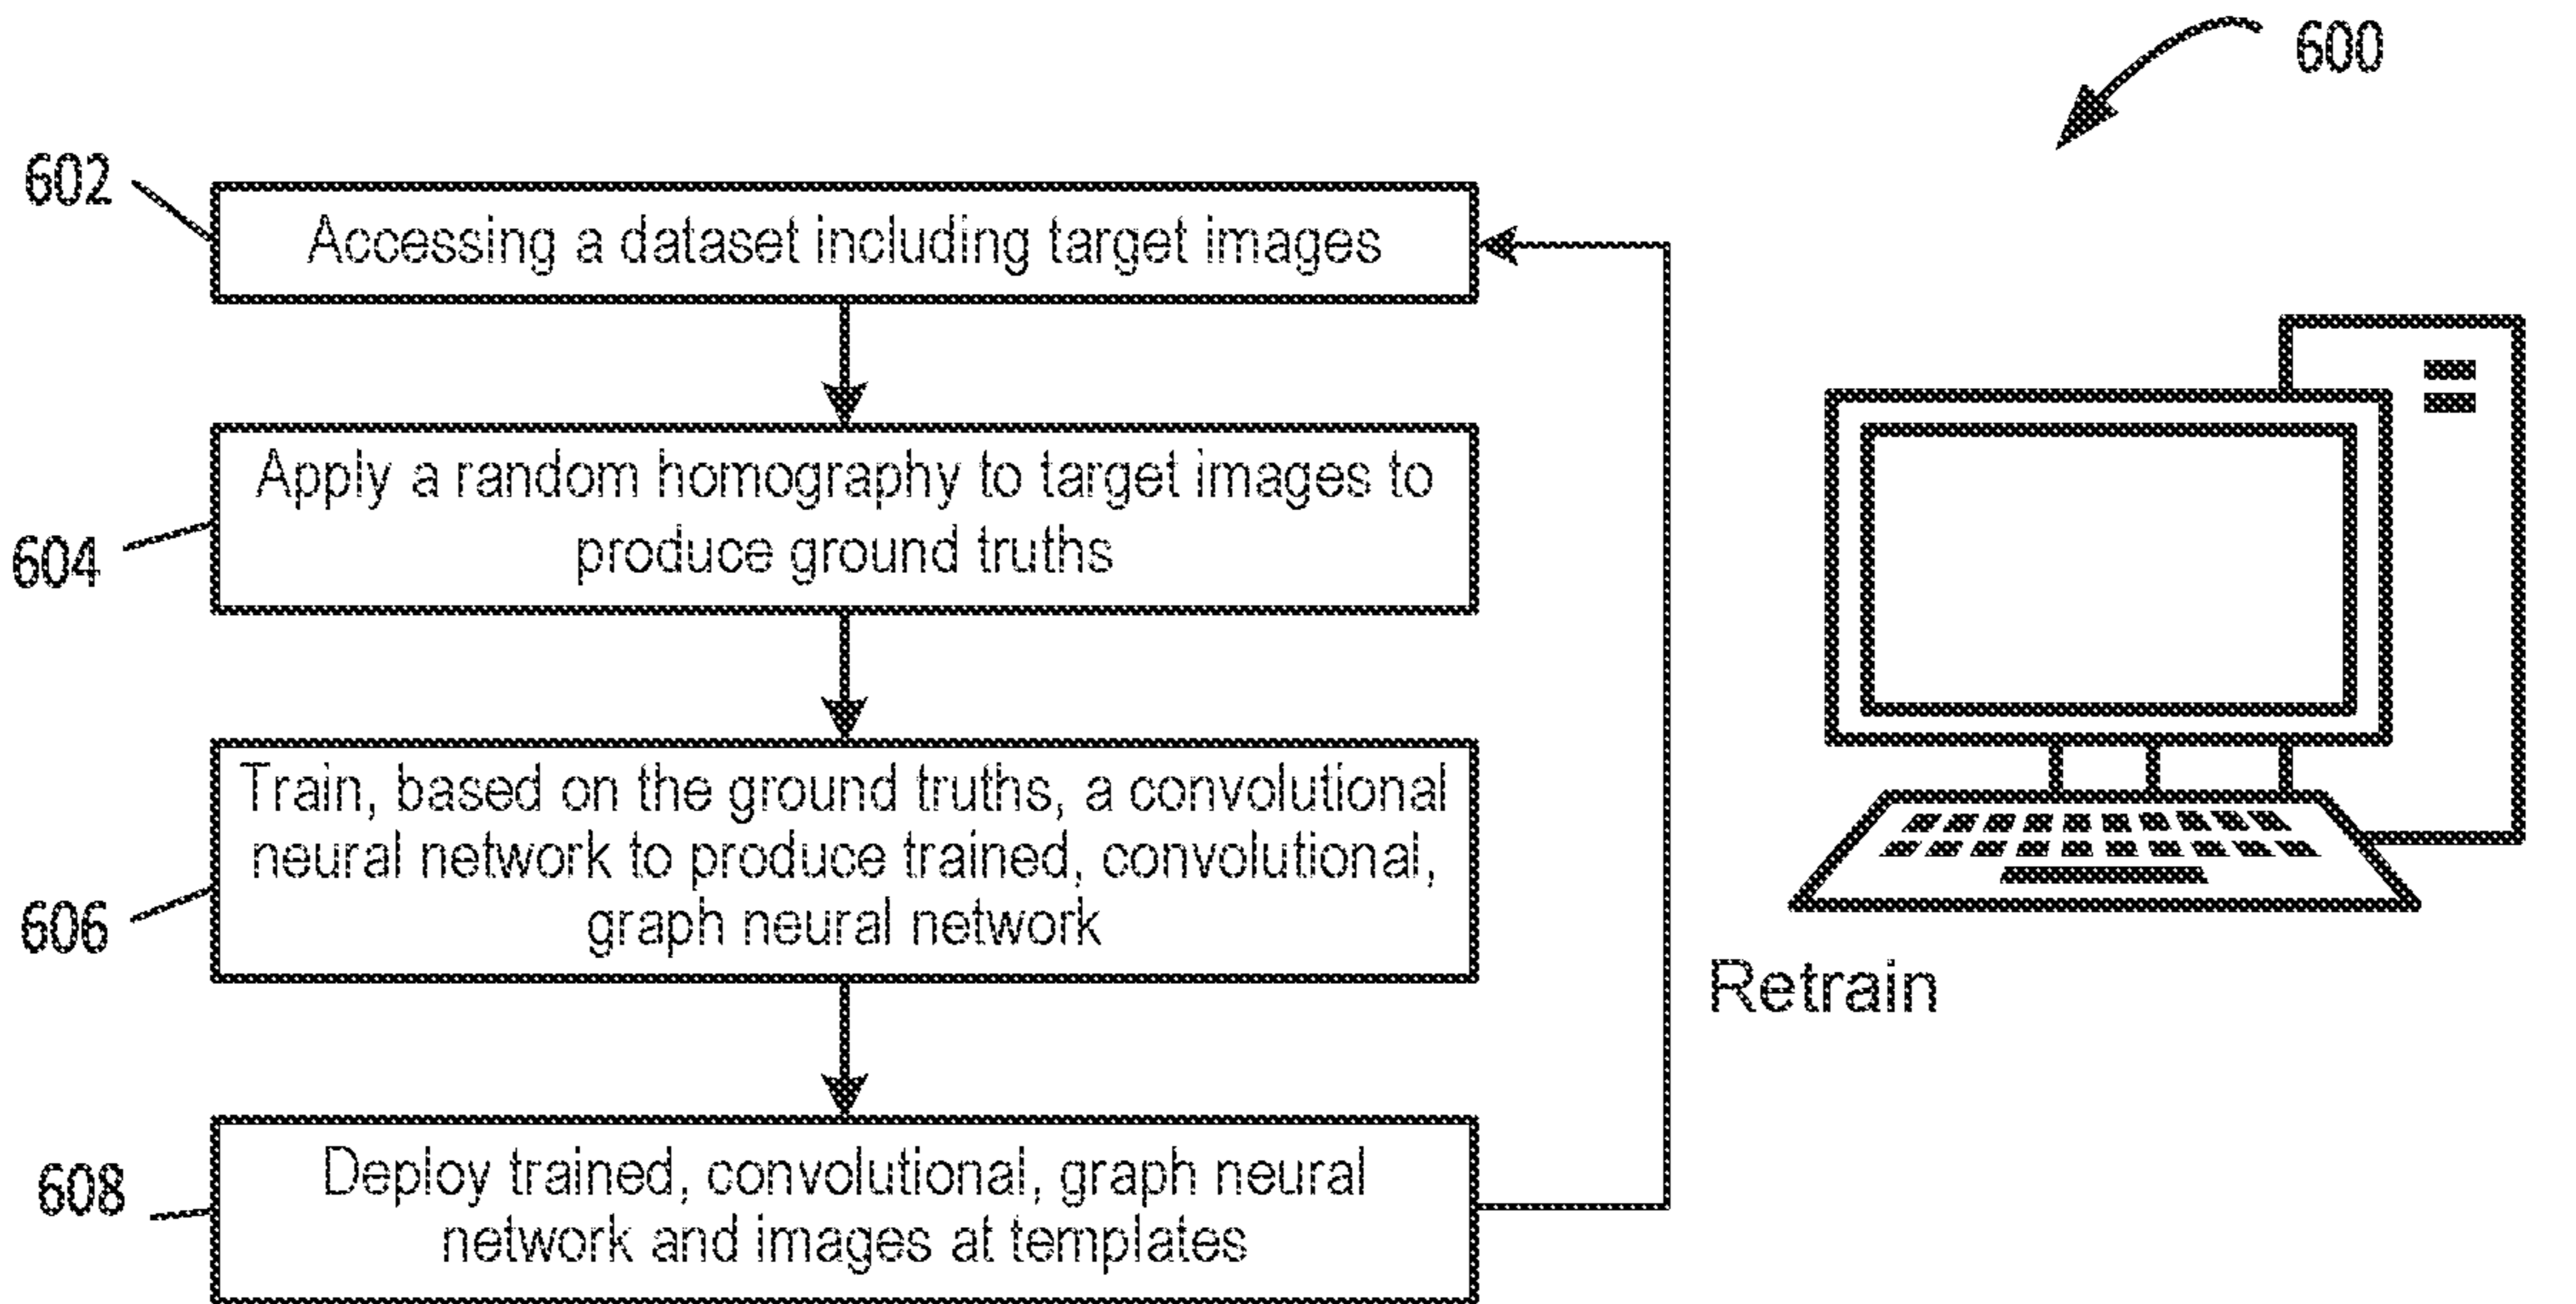 600
602
Accessing a dataset including target images
604
Apply a random homography to target images to
produce ground truths
606
Train, based on the ground truths, a convolutional
neural network to produce trained, convolutional,
graph neural network
Retrain
608
Deploy trained, convolutional, graph neural
network and images at templates